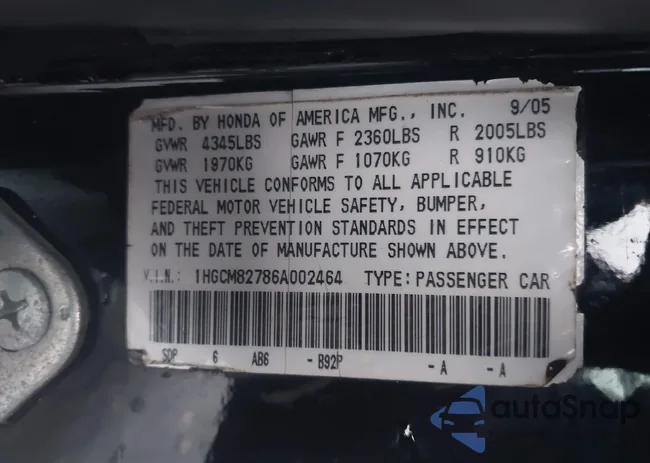 MFD. BY HONDA OF AMERICA MFG., INC. 9/05
GVWR 4345LBS GAWR F 2360LBS R 2005LBS
GVWR 1970KG GAWR F 1070KG R 910KG
THIS VEHICLE CONFORMS TO ALL APPLICABLE
FEDERAL MOTOR VEHICLE SAFETY, BUMPER,
AND THEFT PREVENTION STANDARDS IN EFFECT
ON THE DATE OF MANUFACTURE SHOWN ABOVE.
V.I.N.: 1HGCM82786A002464 TYPE: PASSENGER CAR
SDP 6 AB6 - B92P - A - A
autoSnap